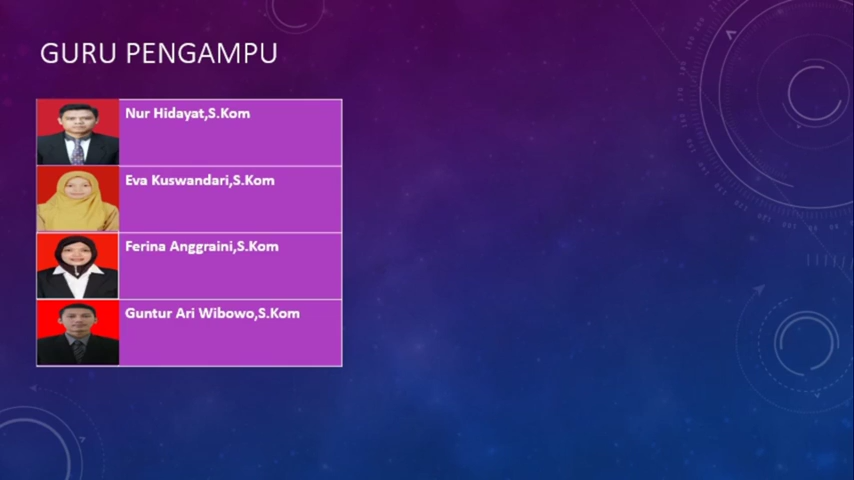 GURU PENGAMPU
Nur Hidayat,S.Kom
Eva Kuswandari,S.Kom
Ferina Anggraini,S.Kom
Guntur Ari Wibowo,S.Kom